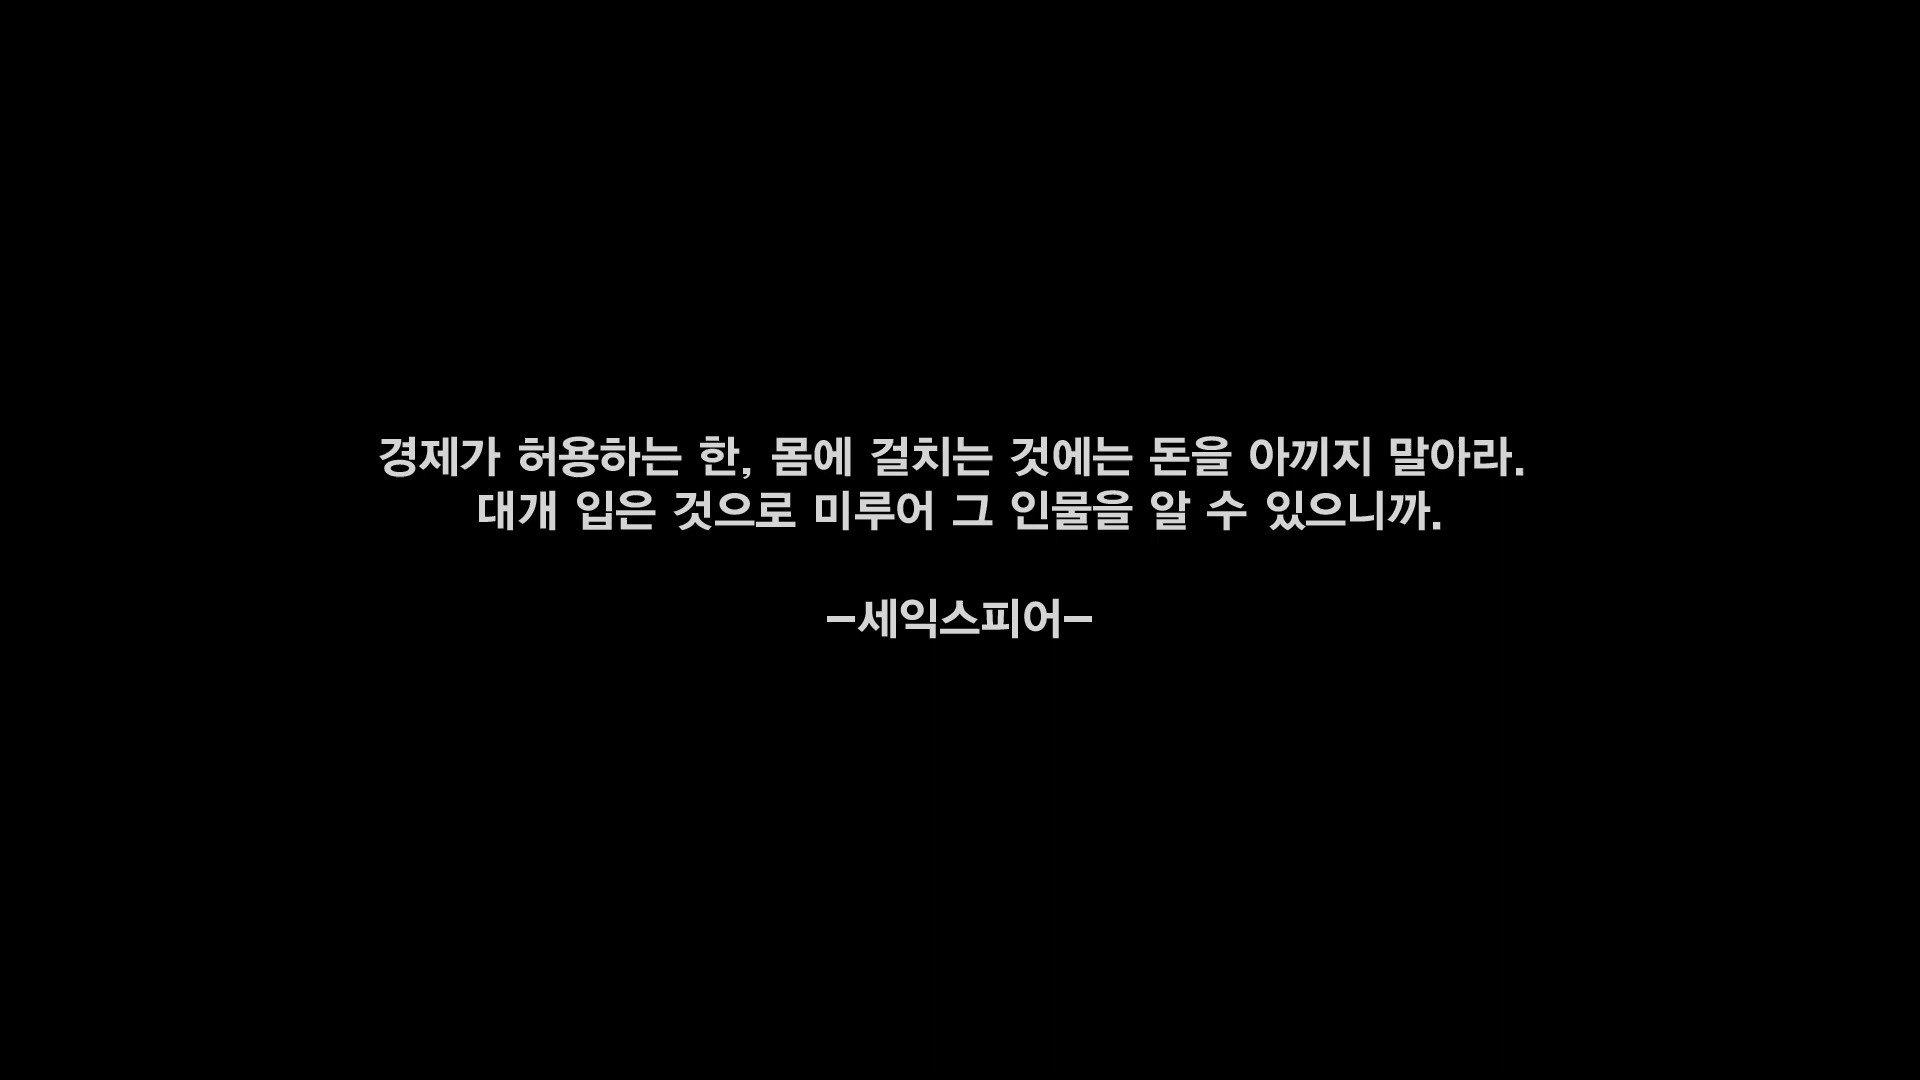 경제가 허용하는 한, 몸에 걸치는 것에는 돈을 아끼지 말아라.
대개 입은 것으로 미루어 그 인물을 알 수 있으니까.
-세익스피어-